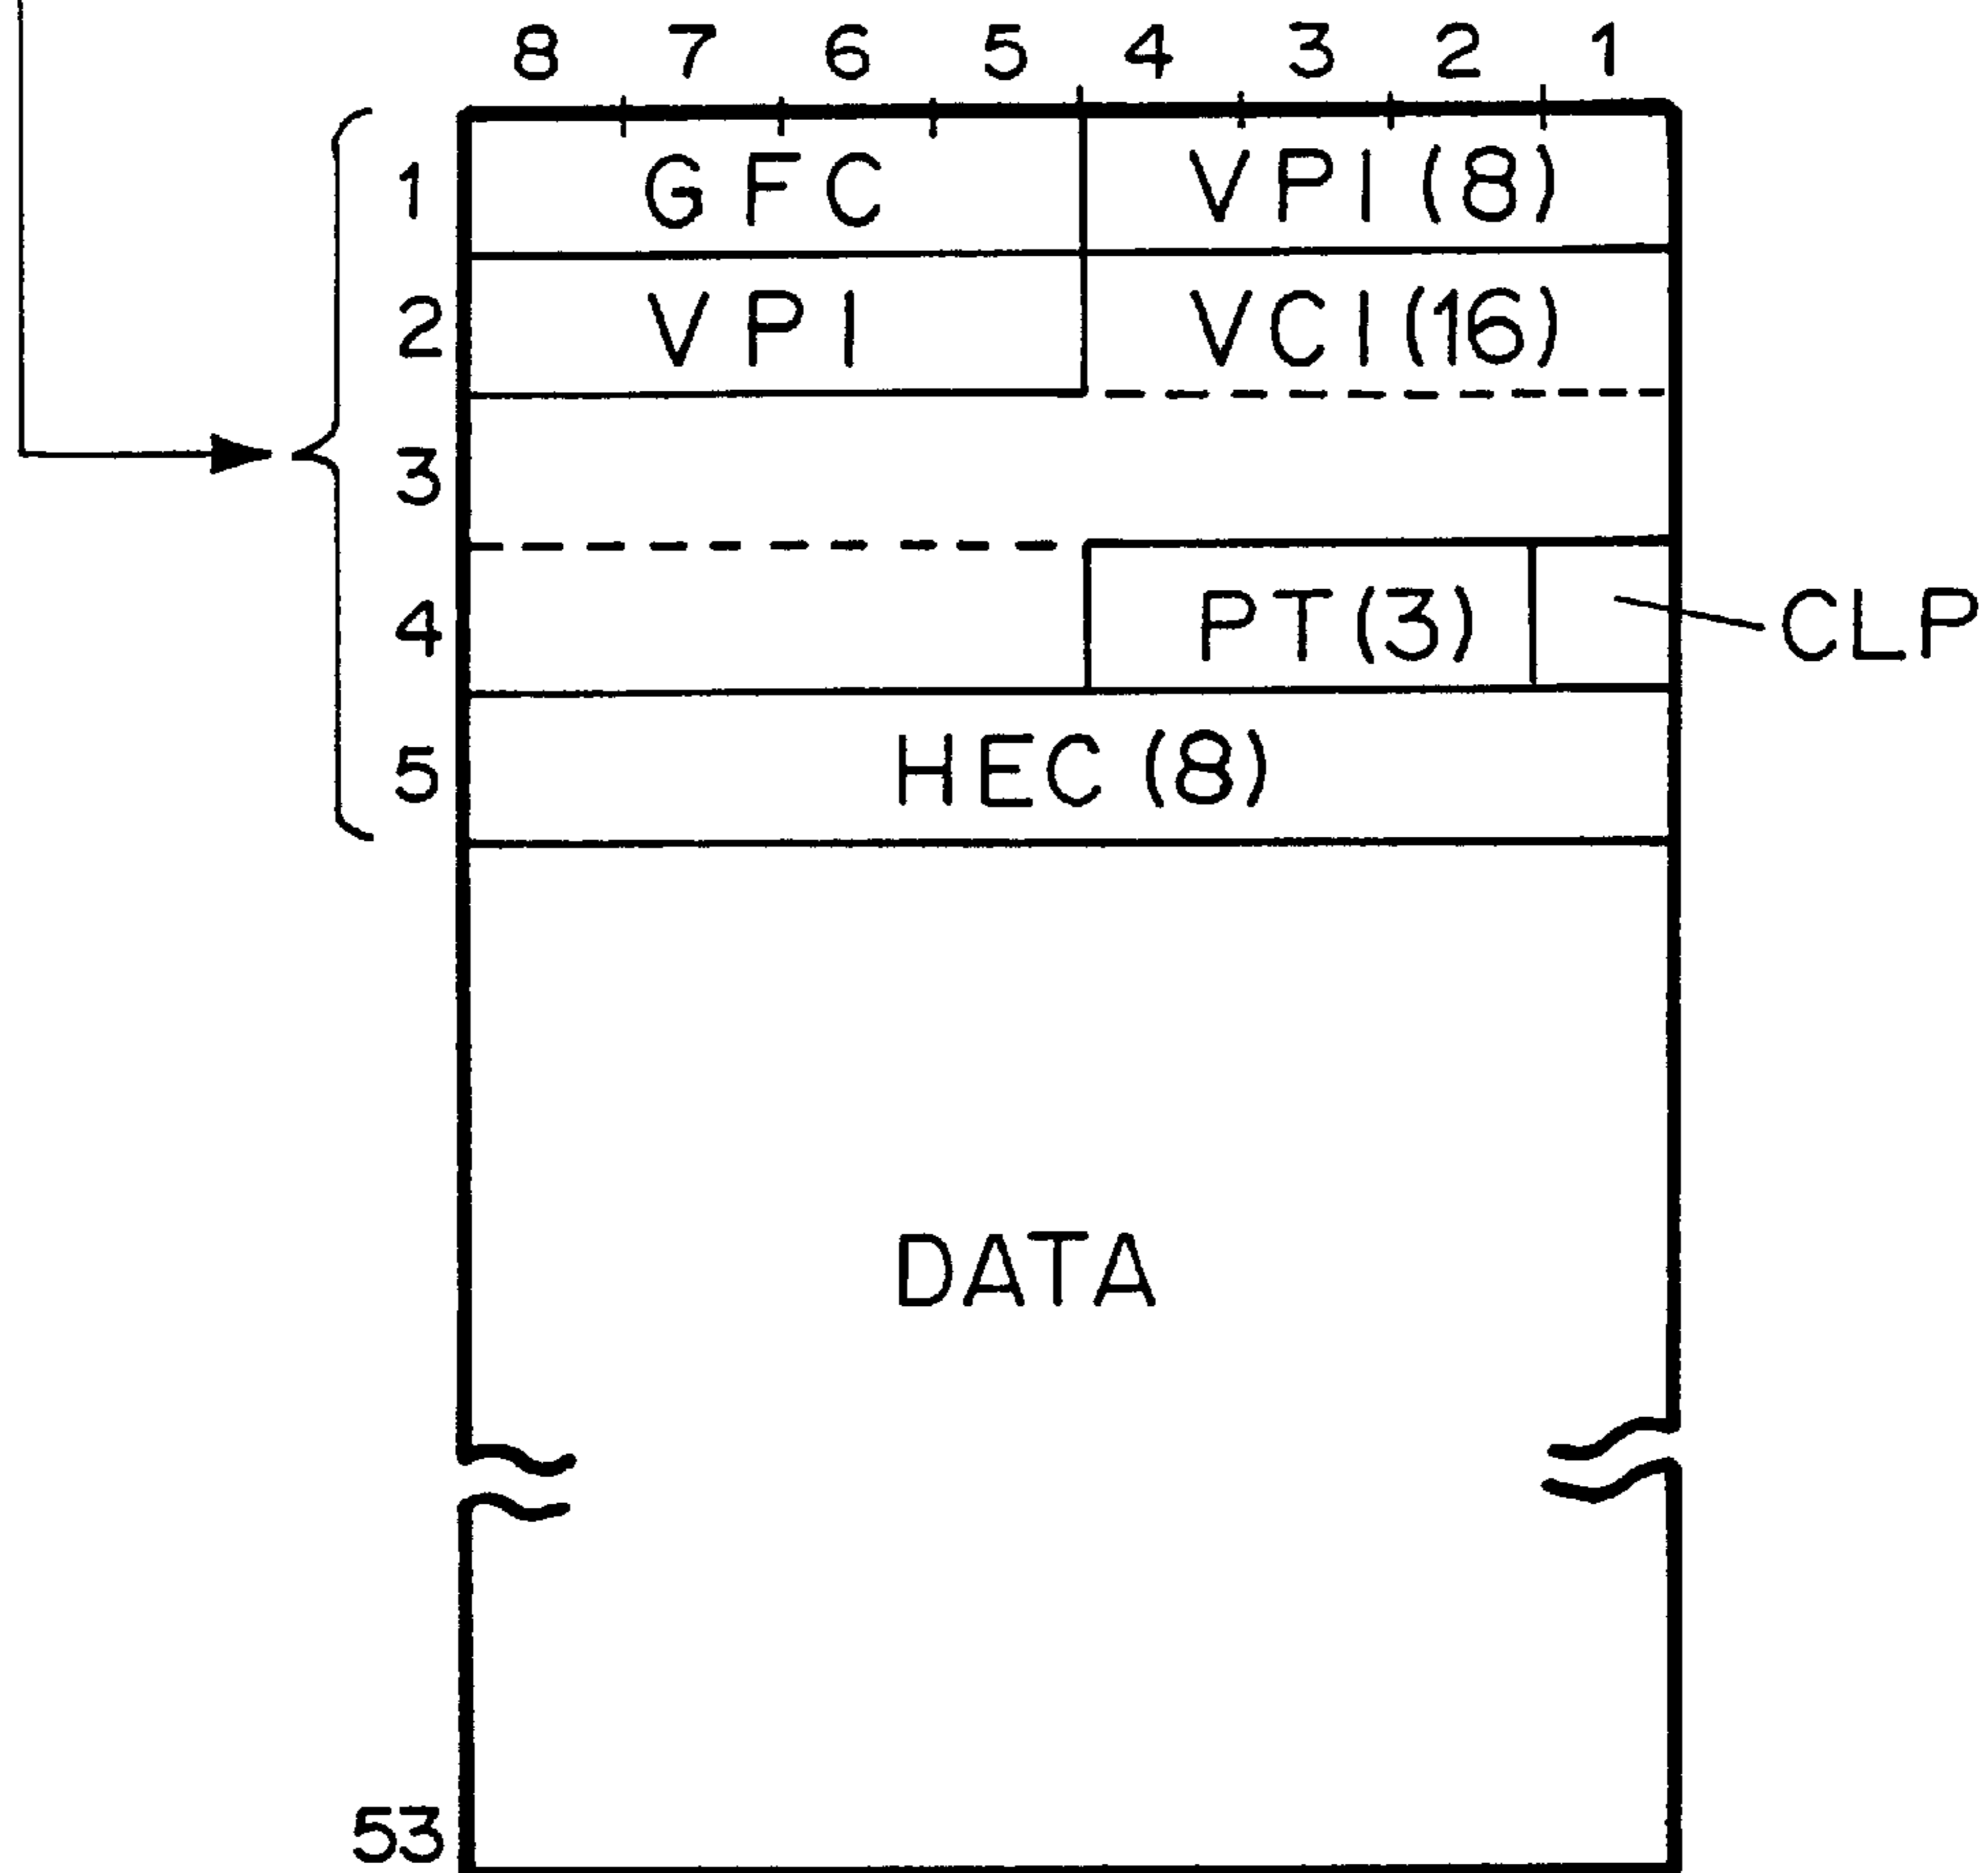 8 7 6 5 4 3 2 1
1 GFC VPI(8)
2 VPI VCI(16)
3
4 PT(3) CLP
5 HEC(8)
DATA
53